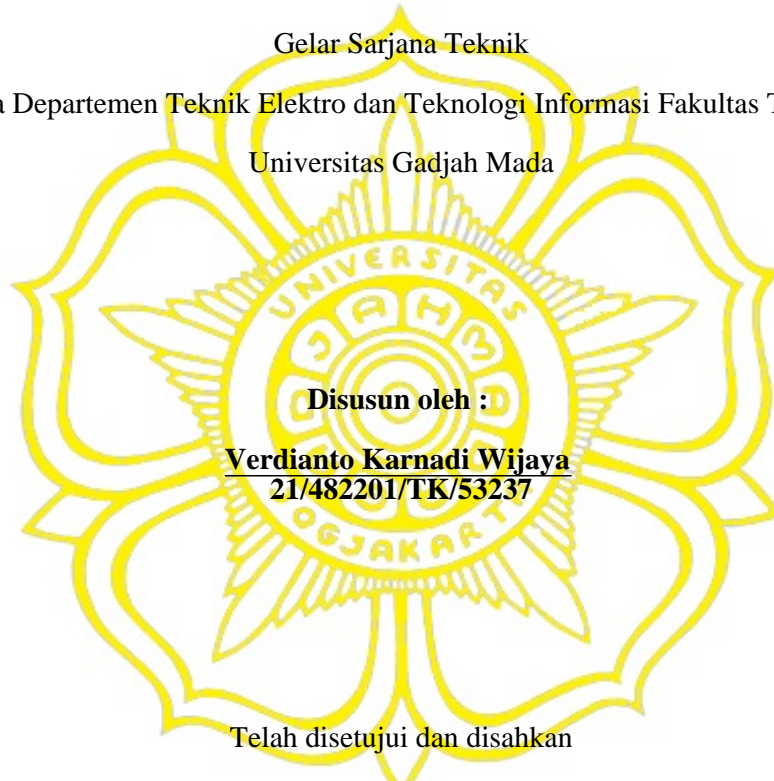 Gelar Sarjana Teknik
Departemen Teknik Elektro dan Teknologi Informasi Fakultas
Universitas Gadjah Mada
UNIVERSITAS
Disusun oleh :
Verdianto Karnadi Wijaya
21/482201/TK/53237
Telah disetujui dan disahkan